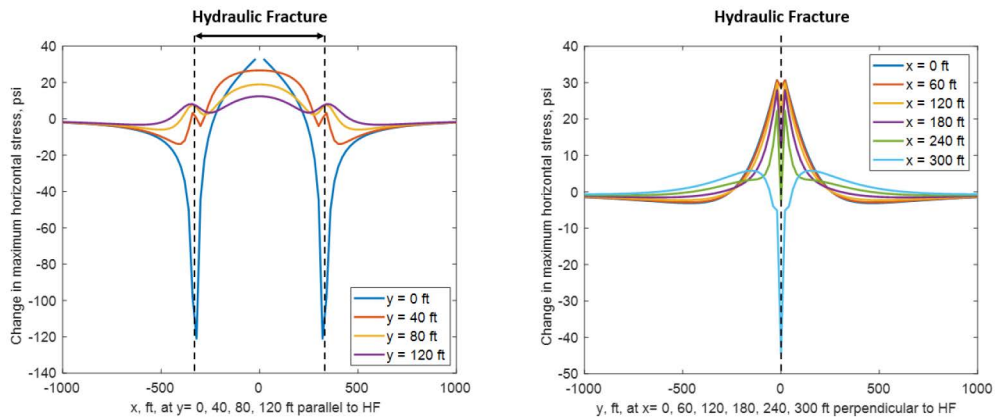 Hydraulic Fracture
40
20
0
-20
-40
-60
-80
-100
-120
-140
-1000
-500
0
500
1000
Change in maximum horizontal stress, psi
x, ft, at y= 0, 40, 80, 120 ft parallel to HF
y = 0 ft
y = 40 ft
y = 80 ft
y = 120 ft
Hydraulic Fracture
40
30
20
10
0
-10
-20
-30
-40
-50
-1000
-500
0
500
1000
Change in maximum horizontal stress, psi
y, ft, at x= 0, 60, 120, 180, 240, 300 ft perpendicular to HF
x = 0 ft
x = 60 ft
x = 120 ft
x = 180 ft
x = 240 ft
x = 300 ft